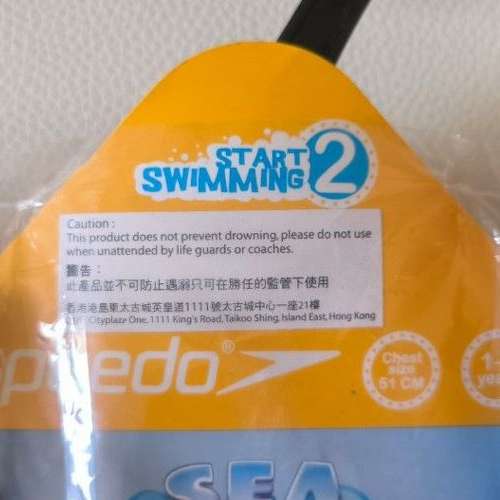 START
SWIMMING 2
Caution :
This product does not prevent drowning, please do not use
when unattended by life guards or coaches.
警告：
此產品並不可防止遇溺只可在勝任的監管下使用
香港港島東太古城英皇道1111號太古城中心一座21樓
Cityplaze One, 1111 King's Road, Taikoo Shing, Island East, Hong Kong
speedo®
Chest
size
51 CM
SEA